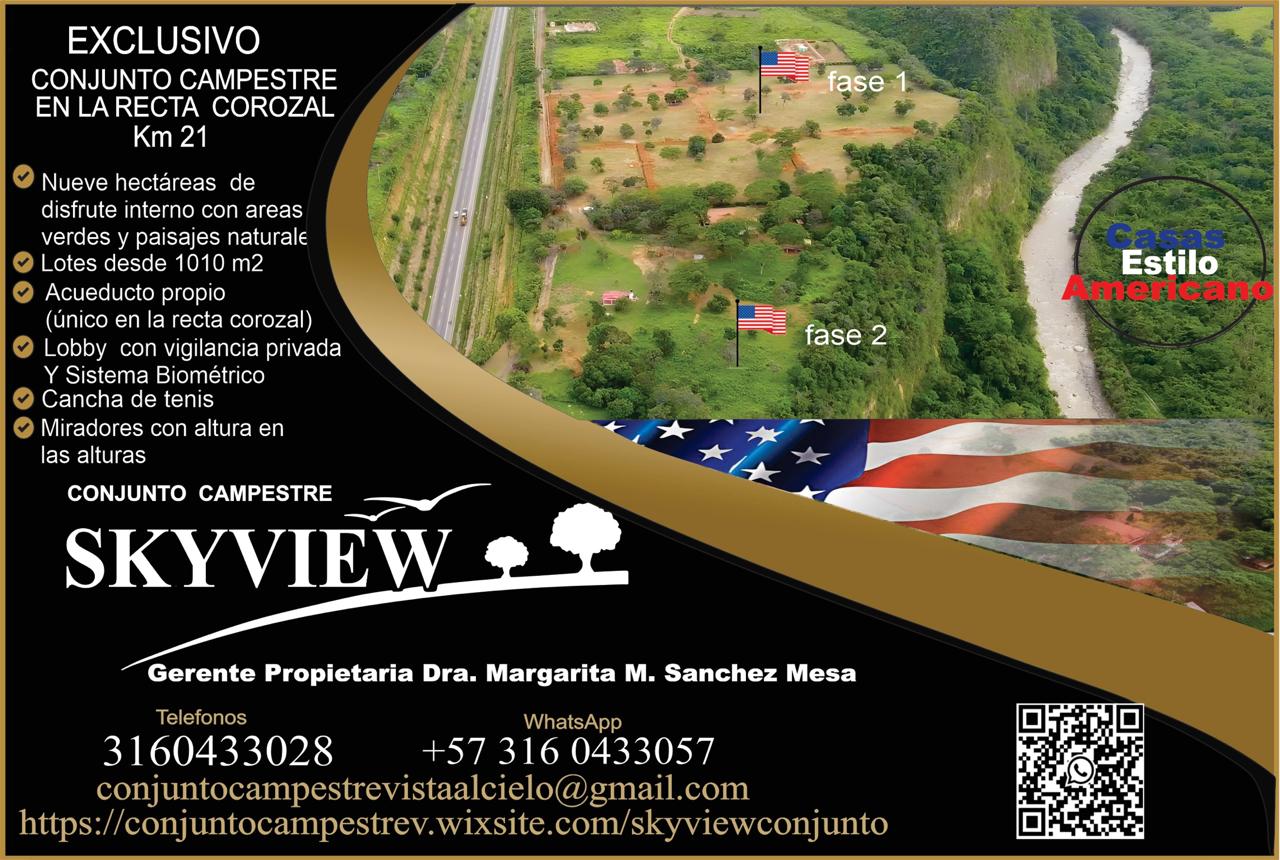 EXCLUSIVO
CONJUNTO CAMPESTRE
EN LA RECTA COROZAL
Km 21
Nueve hectáreas de
disfrute interno con areas
verdes y paisajes naturale
Lotes desde 1010 m2
Acueducto propio
(único en la recta corozal)
Lobby con vigilancia privada
Y Sistema Biométrico
Cancha de tenis
Miradores con altura en
las alturas
fase 1
fase 2
Casas
Estilo
Americano
CONJUNTO CAMPESTRE
SKYVIEW
Gerente Propietaria Dra. Margarita M. Sanchez Mesa
Telefonos
3160433028
WhatsApp
+57 316 0433057
conjuntocampestrevistaalcielo@gmail.com
https://conjuntocampestrev.wixsite.com/skyviewconjunto